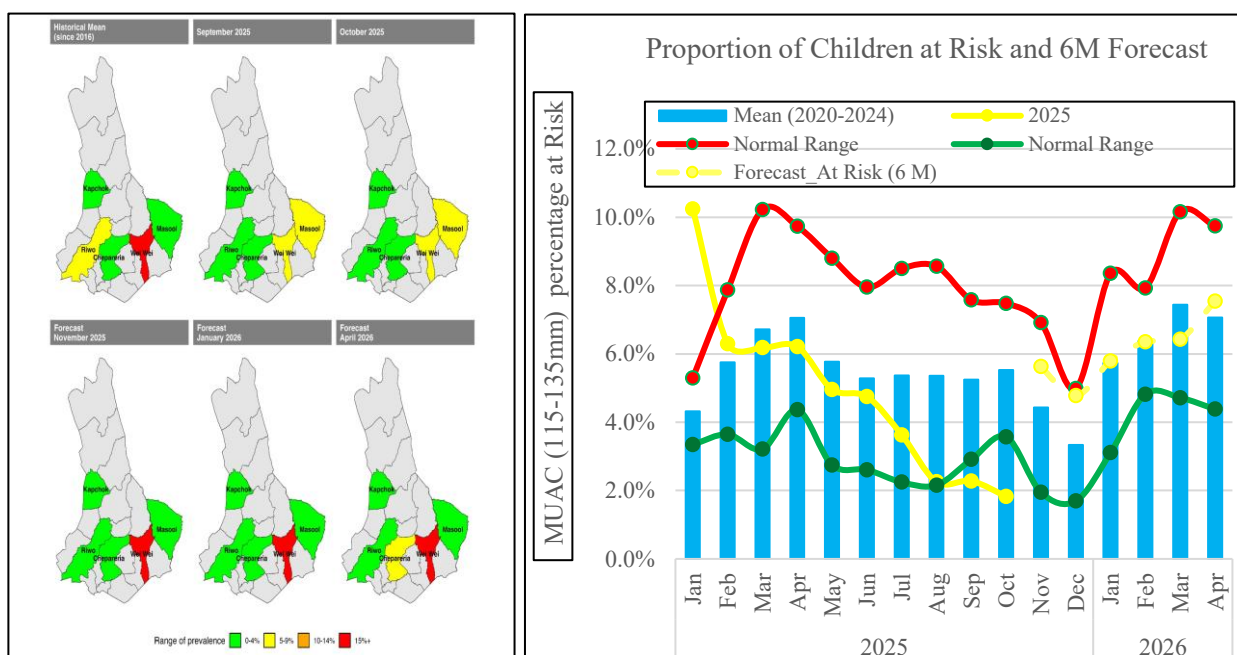 Historical Mean
(since 2016)
September 2025
October 2025
Kapchok
Masool
Riwo
Chepareria
Wei Wei
Kapchok
Masool
Riwo
Chepareria
Wei Wei
Kapchok
Masool
Riwo
Chepareria
Wei Wei
Forecast
November 2025
Forecast
January 2026
Forecast
April 2026
Kapchok
Masool
Riwo
Chepareria
Wei Wei
Kapchok
Masool
Riwo
Chepareria
Wei Wei
Kapchok
Masool
Riwo
Chepareria
Wei Wei
Range of prevalence 0-4% 5-9% 10-14% 15%+
Proportion of Children at Risk and 6M Forecast
MUAC (115-135mm) percentage at Risk
Mean (2020-2024) 2025
Normal Range Normal Range
Forecast_At Risk (6 M)
12.0%
10.0%
8.0%
6.0%
4.0%
2.0%
0.0%
Jan Feb Mar Apr May Jun Jul Aug Sep Oct Nov Dec Jan Feb Mar Apr
2025 2026